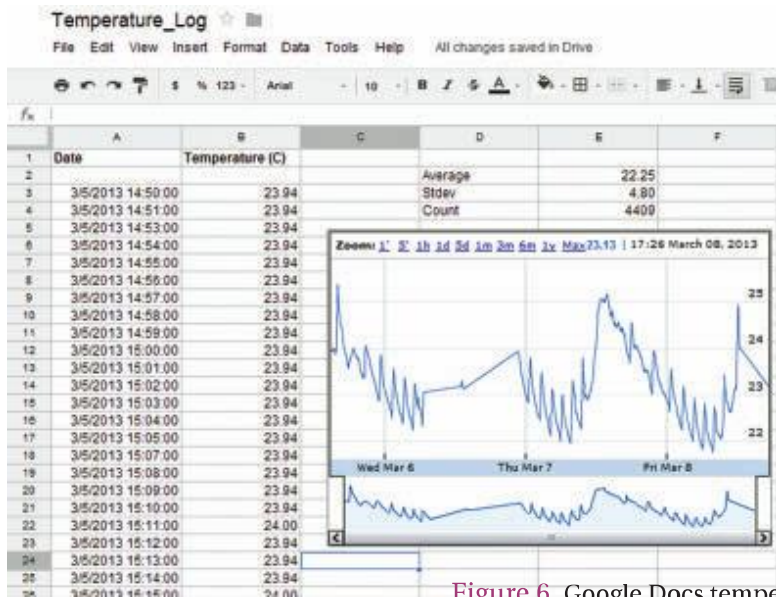 Temperature_Log
File Edit View Insert Format Data Tools Help All changes saved in Drive
$ % 123 - Arial - 10 - B I S A
fx
A B C D E F
1 Date Temperature (C)
2 Average 22.25
3 3/5/2013 14:50:00 23.94 Stdev 4.80
4 3/5/2013 14:51:00 23.94 Count 4409
5 3/5/2013 14:53:00 23.94
6 3/5/2013 14:54:00 23.94
7 3/5/2013 14:55:00 23.94
8 3/5/2013 14:56:00 23.94
9 3/5/2013 14:57:00 23.94
10 3/5/2013 14:58:00 23.94
11 3/5/2013 14:59:00 23.94
12 3/5/2013 15:00:00 23.94
13 3/5/2013 15:01:00 23.94
14 3/5/2013 15:02:00 23.94
15 3/5/2013 15:03:00 23.94
16 3/5/2013 15:04:00 23.94
17 3/5/2013 15:05:00 23.94
18 3/5/2013 15:07:00 23.94
19 3/5/2013 15:08:00 23.94
20 3/5/2013 15:09:00 23.94
21 3/5/2013 15:10:00 23.94
22 3/5/2013 15:11:00 24.00
23 3/5/2013 15:12:00 23.94
24 3/5/2013 15:13:00 23.94
25 3/5/2013 15:14:00 23.94
26 3/5/2013 15:15:00 24.00
Zoom: 1' 5' 1h 1d 5d 1m 3m 6m 1y Max 23.13 | 17:26 March 08, 2013
25
24
23
22
Wed Mar 6 Thu Mar 7 Fri Mar 8
Figure 6. Google Docs tempe